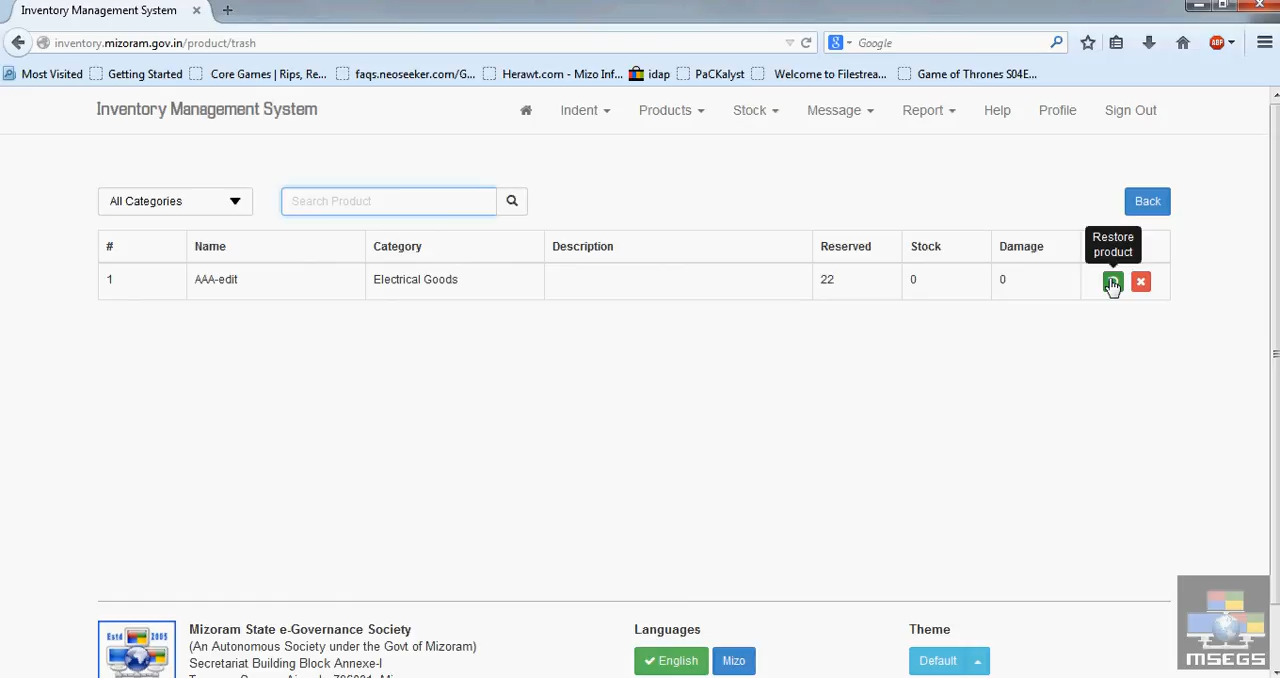 Inventory Management System
inventory.mizoram.gov.in/product/trash
Google
ABP
Most Visited Getting Started Core Games | Rips, Re... faqs.neoseeker.com/G... Herawt.com - Mizo Inf... idap PaCKalyst Welcome to Filestrea... Game of Thrones S04E...
Inventory Management System
Indent Products Stock Message Report Help Profile Sign Out
All Categories
Search Product
Back
Restore
product
# Name Category Description Reserved Stock Damage
1 AAA-edit Electrical Goods 22 0 0
Estd 2005
Mizoram State e-Governance Society
(An Autonomous Society under the Govt of Mizoram)
Secretariat Building Block Annexe-I
Languages
English Mizo
Theme
Default
MSEGS